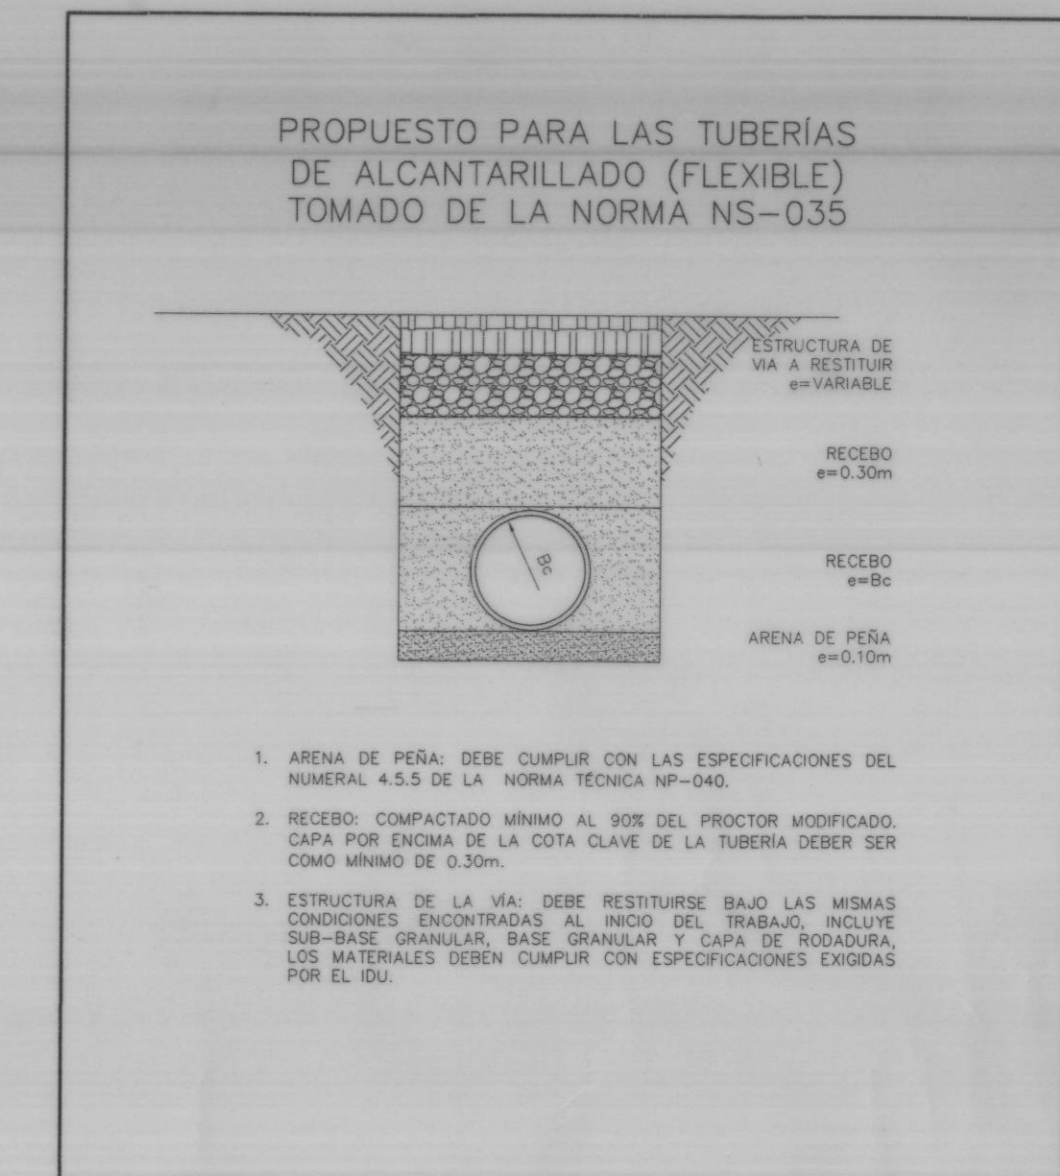 PROPUESTO PARA LAS TUBERÍAS
DE ALCANTARILLADO (FLEXIBLE)
TOMADO DE LA NORMA NS-035
ESTRUCTURA DE
VIA A RESTITUIR
e=VARIABLE
RECEBO
e=0.30m
Bc
RECEBO
e=Bc
ARENA DE PEÑA
e=0.10m
1. ARENA DE PEÑA: DEBE CUMPLIR CON LAS ESPECIFICACIONES DEL
NUMERAL 4.5.5 DE LA NORMA TÉCNICA NP-040.
2. RECEBO: COMPACTADO MÍNIMO AL 90% DEL PROCTOR MODIFICADO.
CAPA POR ENCIMA DE LA COTA CLAVE DE LA TUBERÍA DEBER SER
COMO MÍNIMO DE 0.30m.
3. ESTRUCTURA DE LA VÍA: DEBE RESTITUIRSE BAJO LAS MISMAS
CONDICIONES ENCONTRADAS AL INICIO DEL TRABAJO, INCLUYE
SUB-BASE GRANULAR, BASE GRANULAR Y CAPA DE RODADURA,
LOS MATERIALES DEBEN CUMPLIR CON ESPECIFICACIONES EXIGIDAS
POR EL IDU.